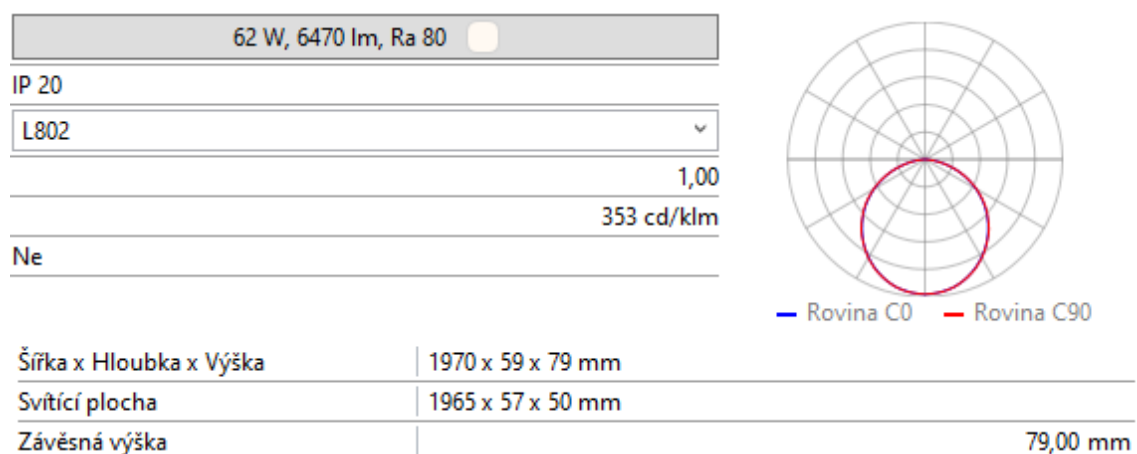 62 W, 6470 lm, Ra 80
IP 20
L802
1,00
353 cd/klm
Ne
Rovina C0 Rovina C90
Šířka x Hloubka x Výška 1970 x 59 x 79 mm
Svítící plocha 1965 x 57 x 50 mm
Závěsná výška 79,00 mm